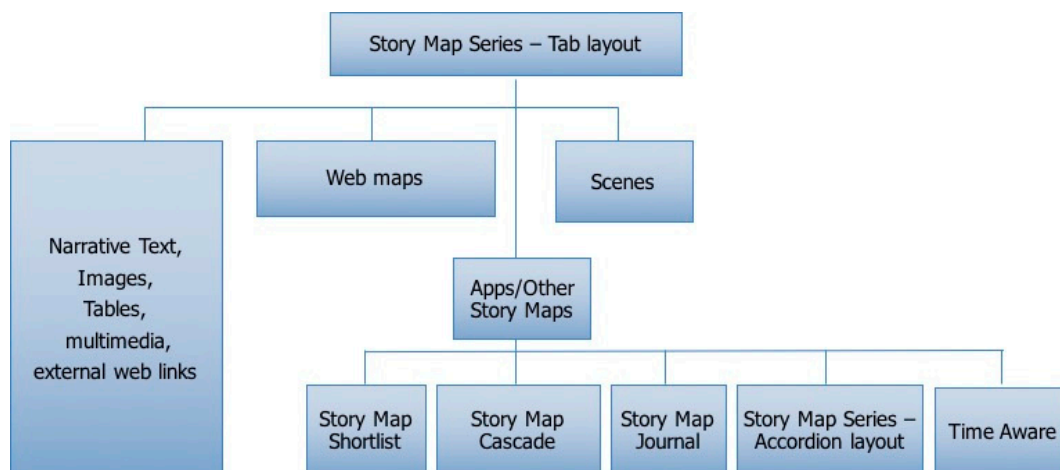 Story Map Series – Tab layout
Web maps
Scenes
Narrative Text,
Images,
Tables,
multimedia,
external web links
Apps/Other
Story Maps
Story Map
Shortlist
Story Map
Cascade
Story Map
Journal
Story Map Series –
Accordion layout
Time Aware